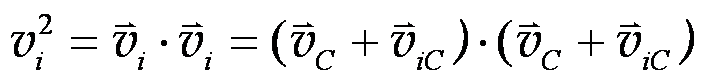 $v_i^2 = \vec{v}_i \cdot \vec{v}_i = (\vec{v}_C + \vec{v}_{iC}) \cdot (\vec{v}_C + \vec{v}_{iC})$